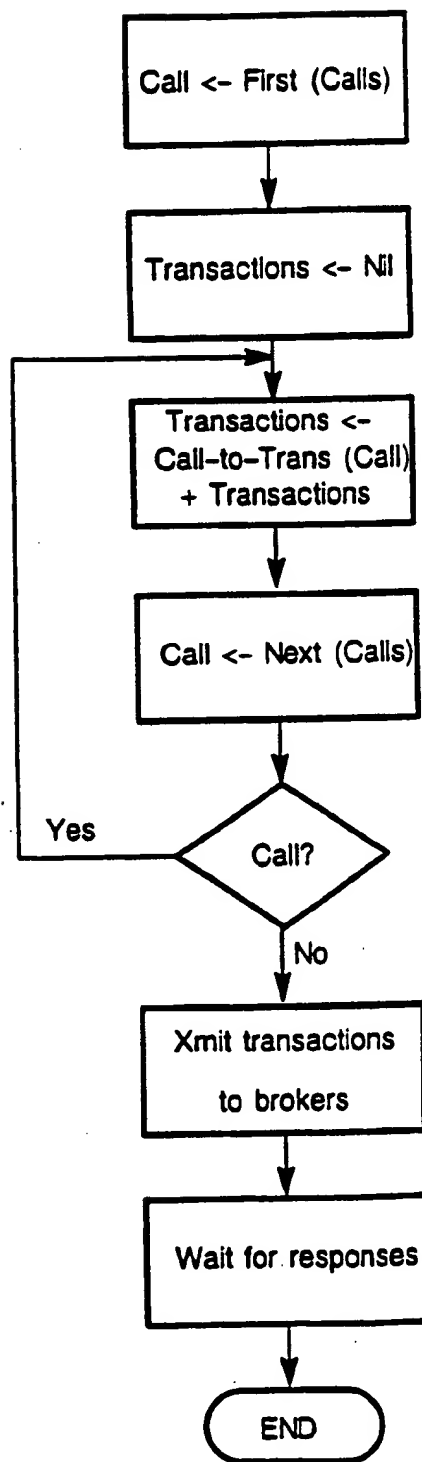 Call <- First (Calls)
Transactions <- Nil
Transactions <-
Call-to-Trans (Call)
+ Transactions
Call <- Next (Calls)
Call?
Yes
No
Xmit transactions
to brokers
Wait for responses
END